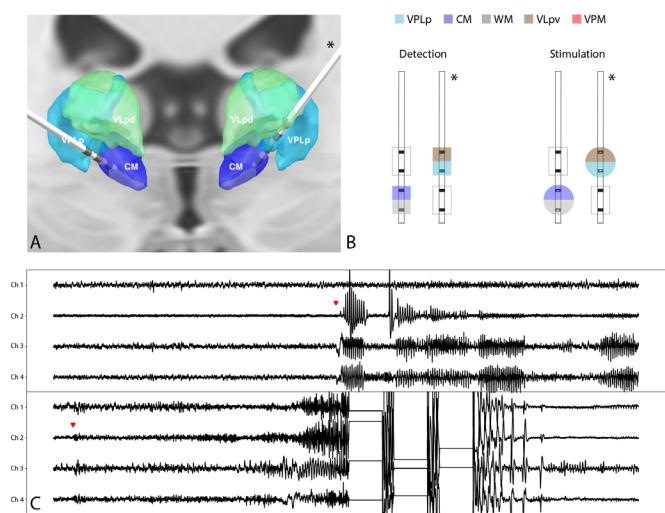 VPLp CM WM VLpv VPM
*
Detection Stimulation
* *
VLpd VLpd
VPLp VPLp
CM CM
A B
Ch 1
Ch 2
Ch 3
Ch 4
Ch 1
Ch 2
Ch 3
Ch 4
C